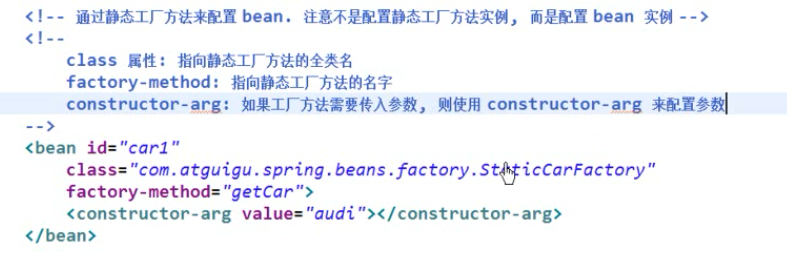 <!-- 通过静态工厂方法来配置 bean. 注意不是配置静态工厂方法实例, 而是配置 bean 实例 -->
<!--
class 属性: 指向静态工厂方法的全类名
factory-method: 指向静态工厂方法的名字
constructor-arg: 如果工厂方法需要传入参数, 则使用 constructor-arg 来配置参数
-->
<bean id="car1"
class="com.atguigu.spring.beans.factory.StaticCarFactory"
factory-method="getCar">
<constructor-arg value="audi"></constructor-arg>
</bean>